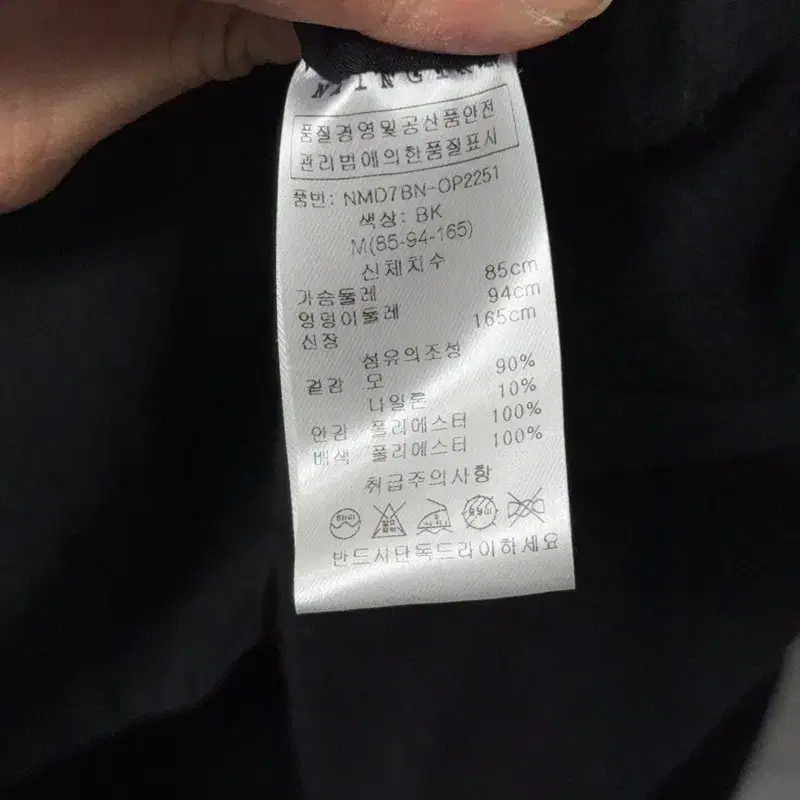 품질경영및공산품안전
관리법에의한품질표시
품번: NMD7BN-OP2251
색상: BK
M(85-94-165)
신체치수
가슴둘레 85cm
엉덩이둘레 94cm
신장 165cm
섬유의조성
겉감 모 90%
나일론 10%
안감 폴리에스터 100%
배색 폴리에스터 100%
취급주의사항
반드시단독드라이하세요